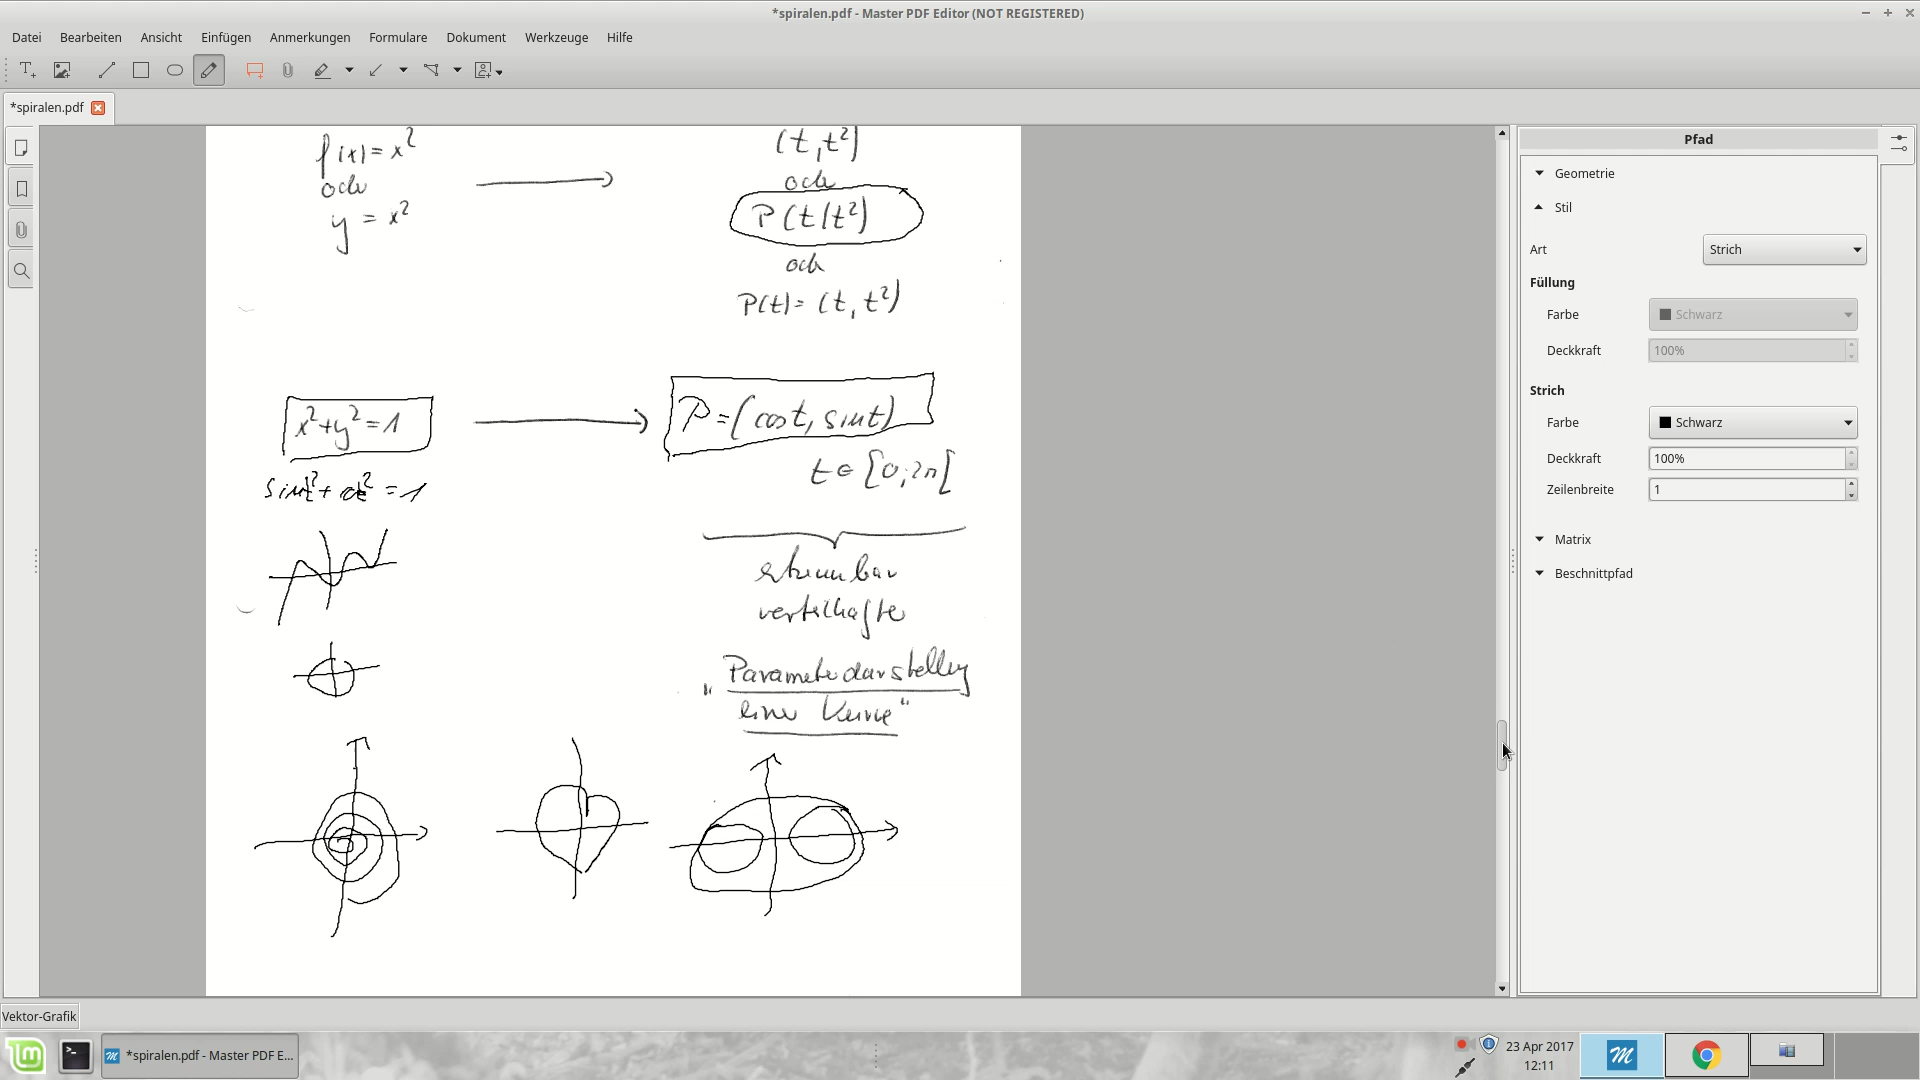 *spiralen.pdf - Master PDF Editor (NOT REGISTERED)
Datei Bearbeiten Ansicht Einfügen Anmerkungen Formulare Dokument Werkzeuge Hilfe
*spiralen.pdf
f(x) = x²
oder
y = x²
(t, t²)
oder
P(t/t²)
oder
P(t) = (t, t²)
x²+y²=1
P = (cos t, sin t)
t ∈ [0; 2π[
=1
vorteilhafte
„Parameterdarstellung
einer Kurve“
Pfad
Geometrie
Stil
Art Strich
Füllung
Farbe Schwarz
Deckkraft 100%
Strich
Farbe Schwarz
Deckkraft 100%
Zeilenbreite 1
Matrix
Beschnittpfad
Vektor-Grafik
*spiralen.pdf - Master PDF E...
23 Apr 2017
12:11